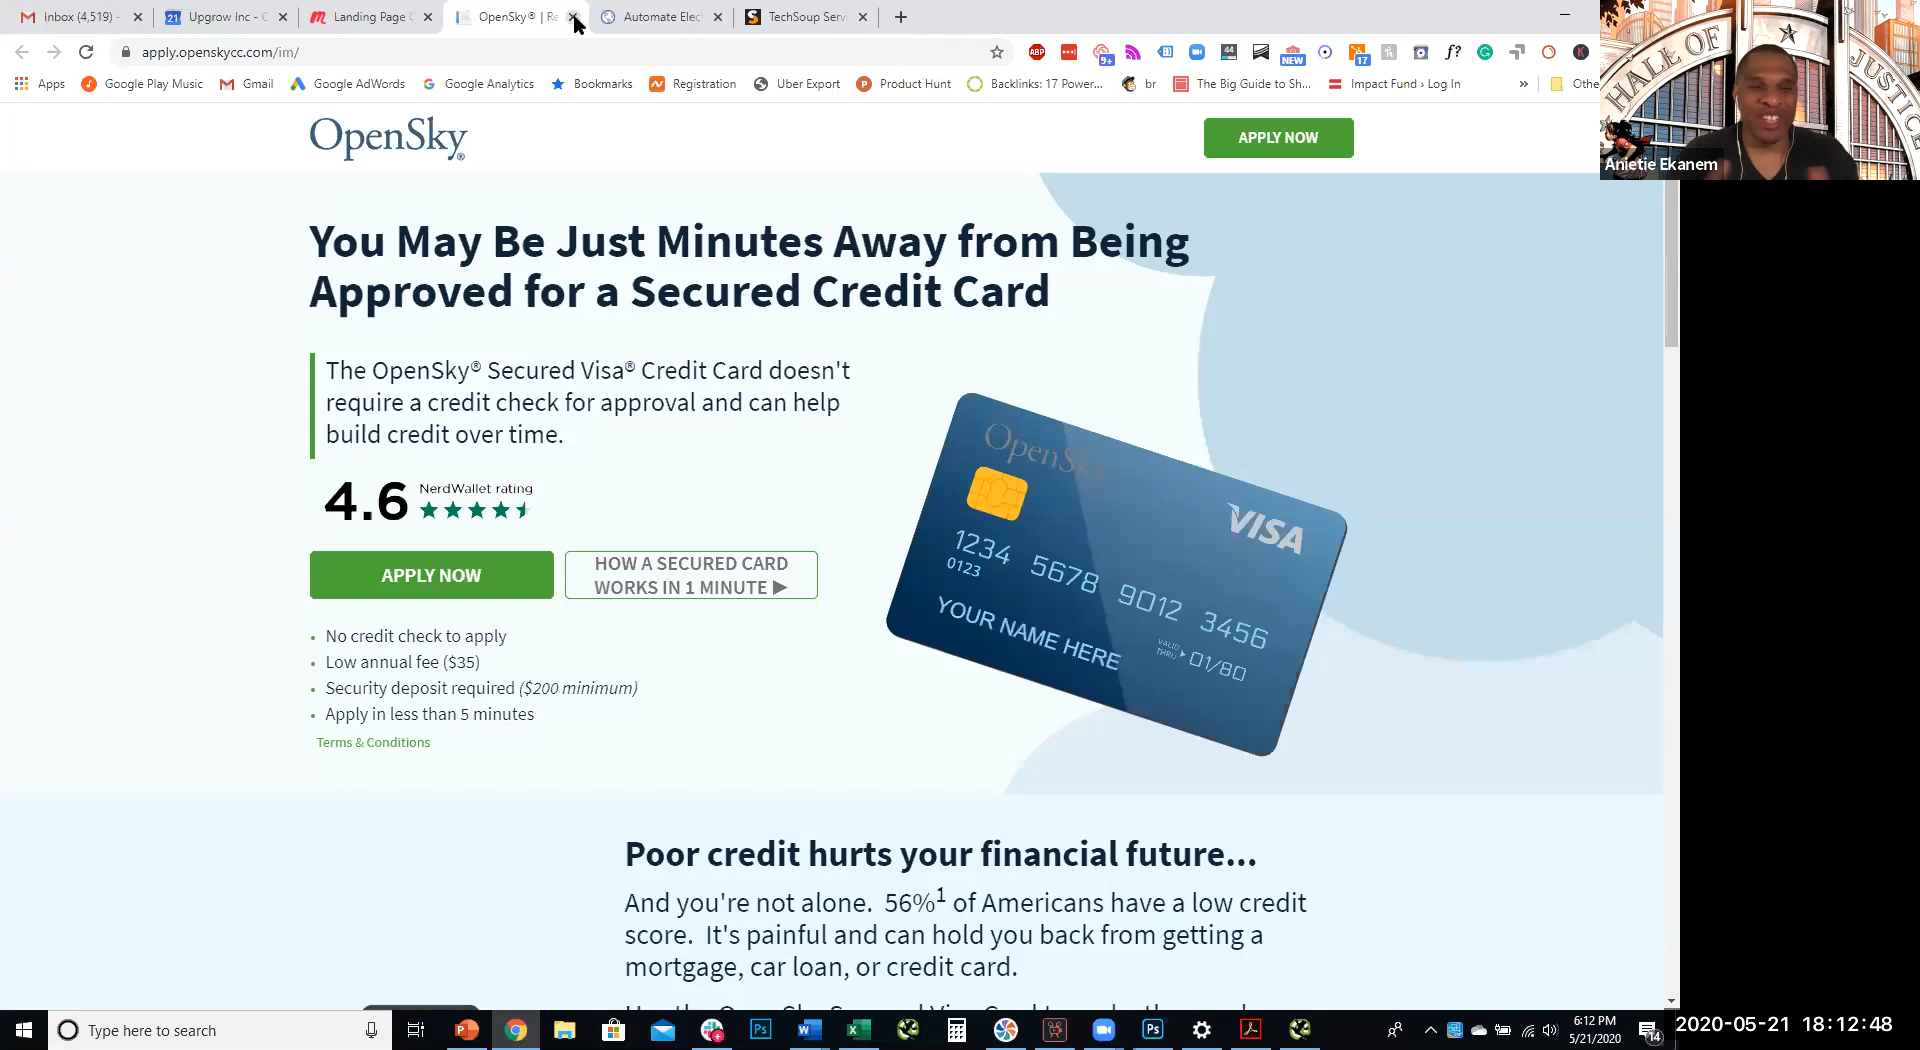 Inbox (4,519) -
Upgrow Inc - C
Landing Page
OpenSky® | Re
Automate Elec
TechSoup Serv
apply.openskycc.com/im/
ABP
9+
44
NEW
17
f?
K
Apps
Google Play Music
Gmail
Google AdWords
Google Analytics
Bookmarks
Registration
Uber Export
Product Hunt
Backlinks: 17 Power...
br
The Big Guide to Sh...
Impact Fund › Log In
»
Othe
HALL OF JUSTICE
Anietie Ekanem
OpenSky®
APPLY NOW
You May Be Just Minutes Away from Being
Approved for a Secured Credit Card
The OpenSky® Secured Visa® Credit Card doesn't
require a credit check for approval and can help
build credit over time.
4.6
NerdWallet rating
APPLY NOW
HOW A SECURED CARD
WORKS IN 1 MINUTE ▶
• No credit check to apply
• Low annual fee ($35)
• Security deposit required ($200 minimum)
• Apply in less than 5 minutes
Terms & Conditions
OpenSky
VISA
1234 5678 9012 3456
0123
VALID
THRU
01/80
YOUR NAME HERE
Poor credit hurts your financial future...
And you're not alone. 56%1 of Americans have a low credit
score. It's painful and can hold you back from getting a
mortgage, car loan, or credit card.
Type here to search
6:12 PM
5/21/2020
14
2020-05-21 18:12:48